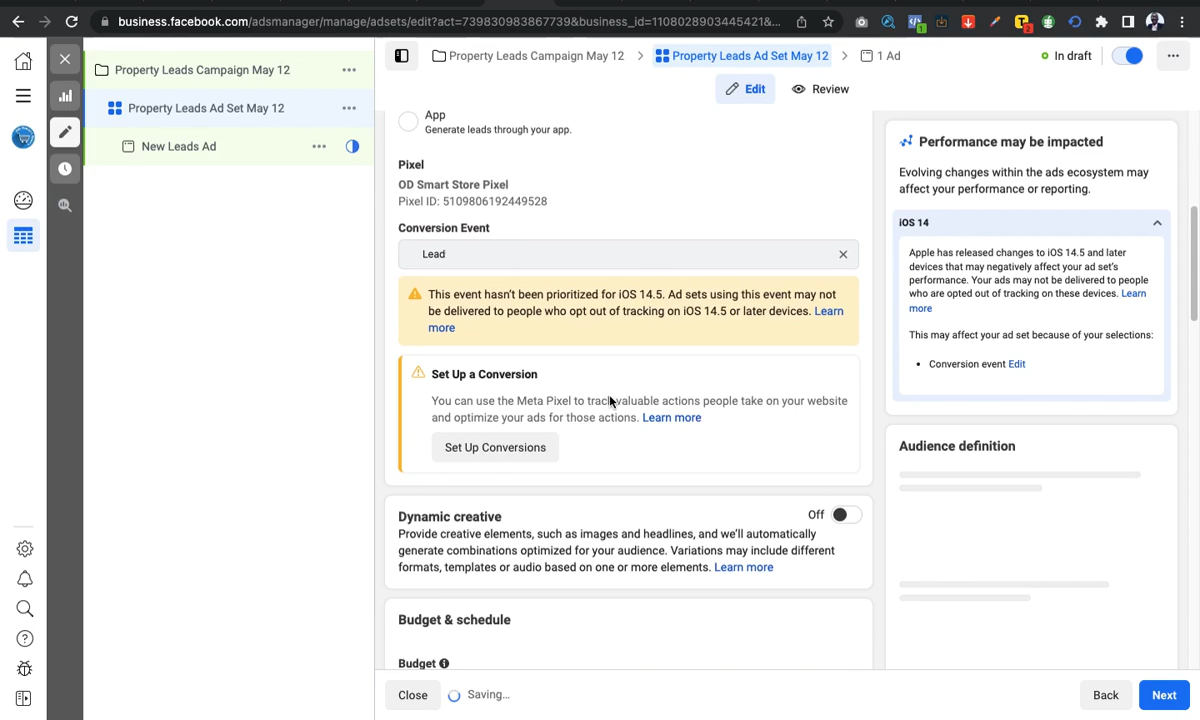 business.facebook.com/adsmanager/manage/adsets/edit?act=739830983867739&business_id=1108028903445421&...
1
2
Property Leads Campaign May 12
Property Leads Ad Set May 12
New Leads Ad
Property Leads Campaign May 12
Property Leads Ad Set May 12
1 Ad
In draft
Edit
Review
App
Generate leads through your app.
Pixel
OD Smart Store Pixel
Pixel ID: 5109806192449528
Conversion Event
Lead
This event hasn't been prioritized for iOS 14.5. Ad sets using this event may not
be delivered to people who opt out of tracking on iOS 14.5 or later devices. Learn
more
Set Up a Conversion
You can use the Meta Pixel to track valuable actions people take on your website
and optimize your ads for those actions. Learn more
Set Up Conversions
Dynamic creative
Off
Provide creative elements, such as images and headlines, and we'll automatically
generate combinations optimized for your audience. Variations may include different
formats, templates or audio based on one or more elements. Learn more
Budget & schedule
Budget
Close
Saving...
Back
Next
Performance may be impacted
Evolving changes within the ads ecosystem may
affect your performance or reporting.
iOS 14
Apple has released changes to iOS 14.5 and later
devices that may negatively affect your ad set's
performance. Your ads may not be delivered to people
who are opted out of tracking on these devices. Learn
more
This may affect your ad set because of your selections:
• Conversion event Edit
Audience definition